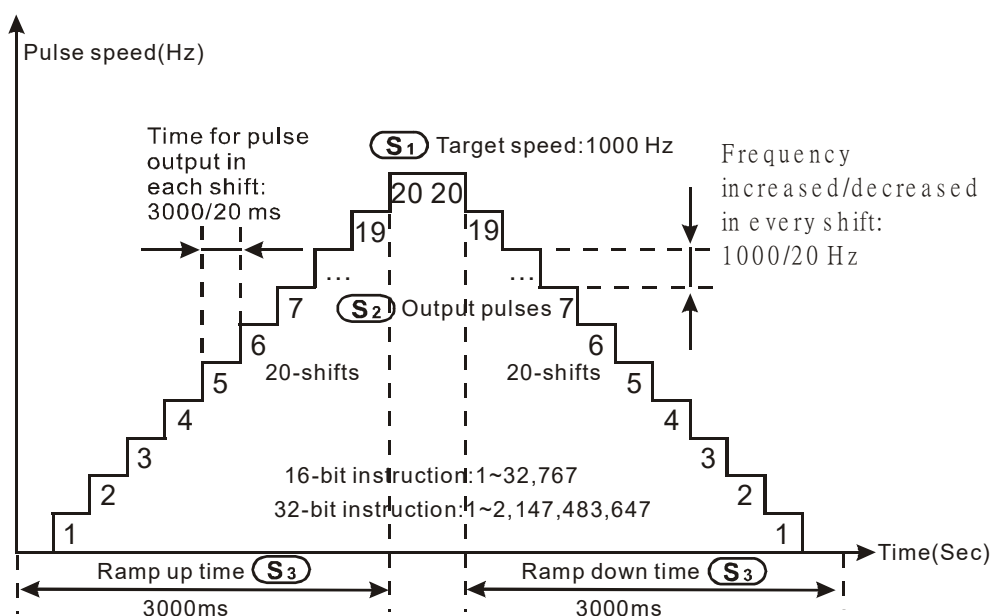 Pulse speed(Hz)
Time for pulse
output in
each shift:
3000/20 ms
S1 Target speed:1000 Hz
Frequency
increased/decreased
in every shift:
1000/20 Hz
20 20
19
19
...
...
7
S2 Output pulses 7
6
6
20-shifts
20-shifts
5
5
4
4
3
3
16-bit instruction:1~32,767
2
2
32-bit instruction:1~2,147,483,647
1
1
Time(Sec)
Ramp up time S3
Ramp down time S3
3000ms
3000ms